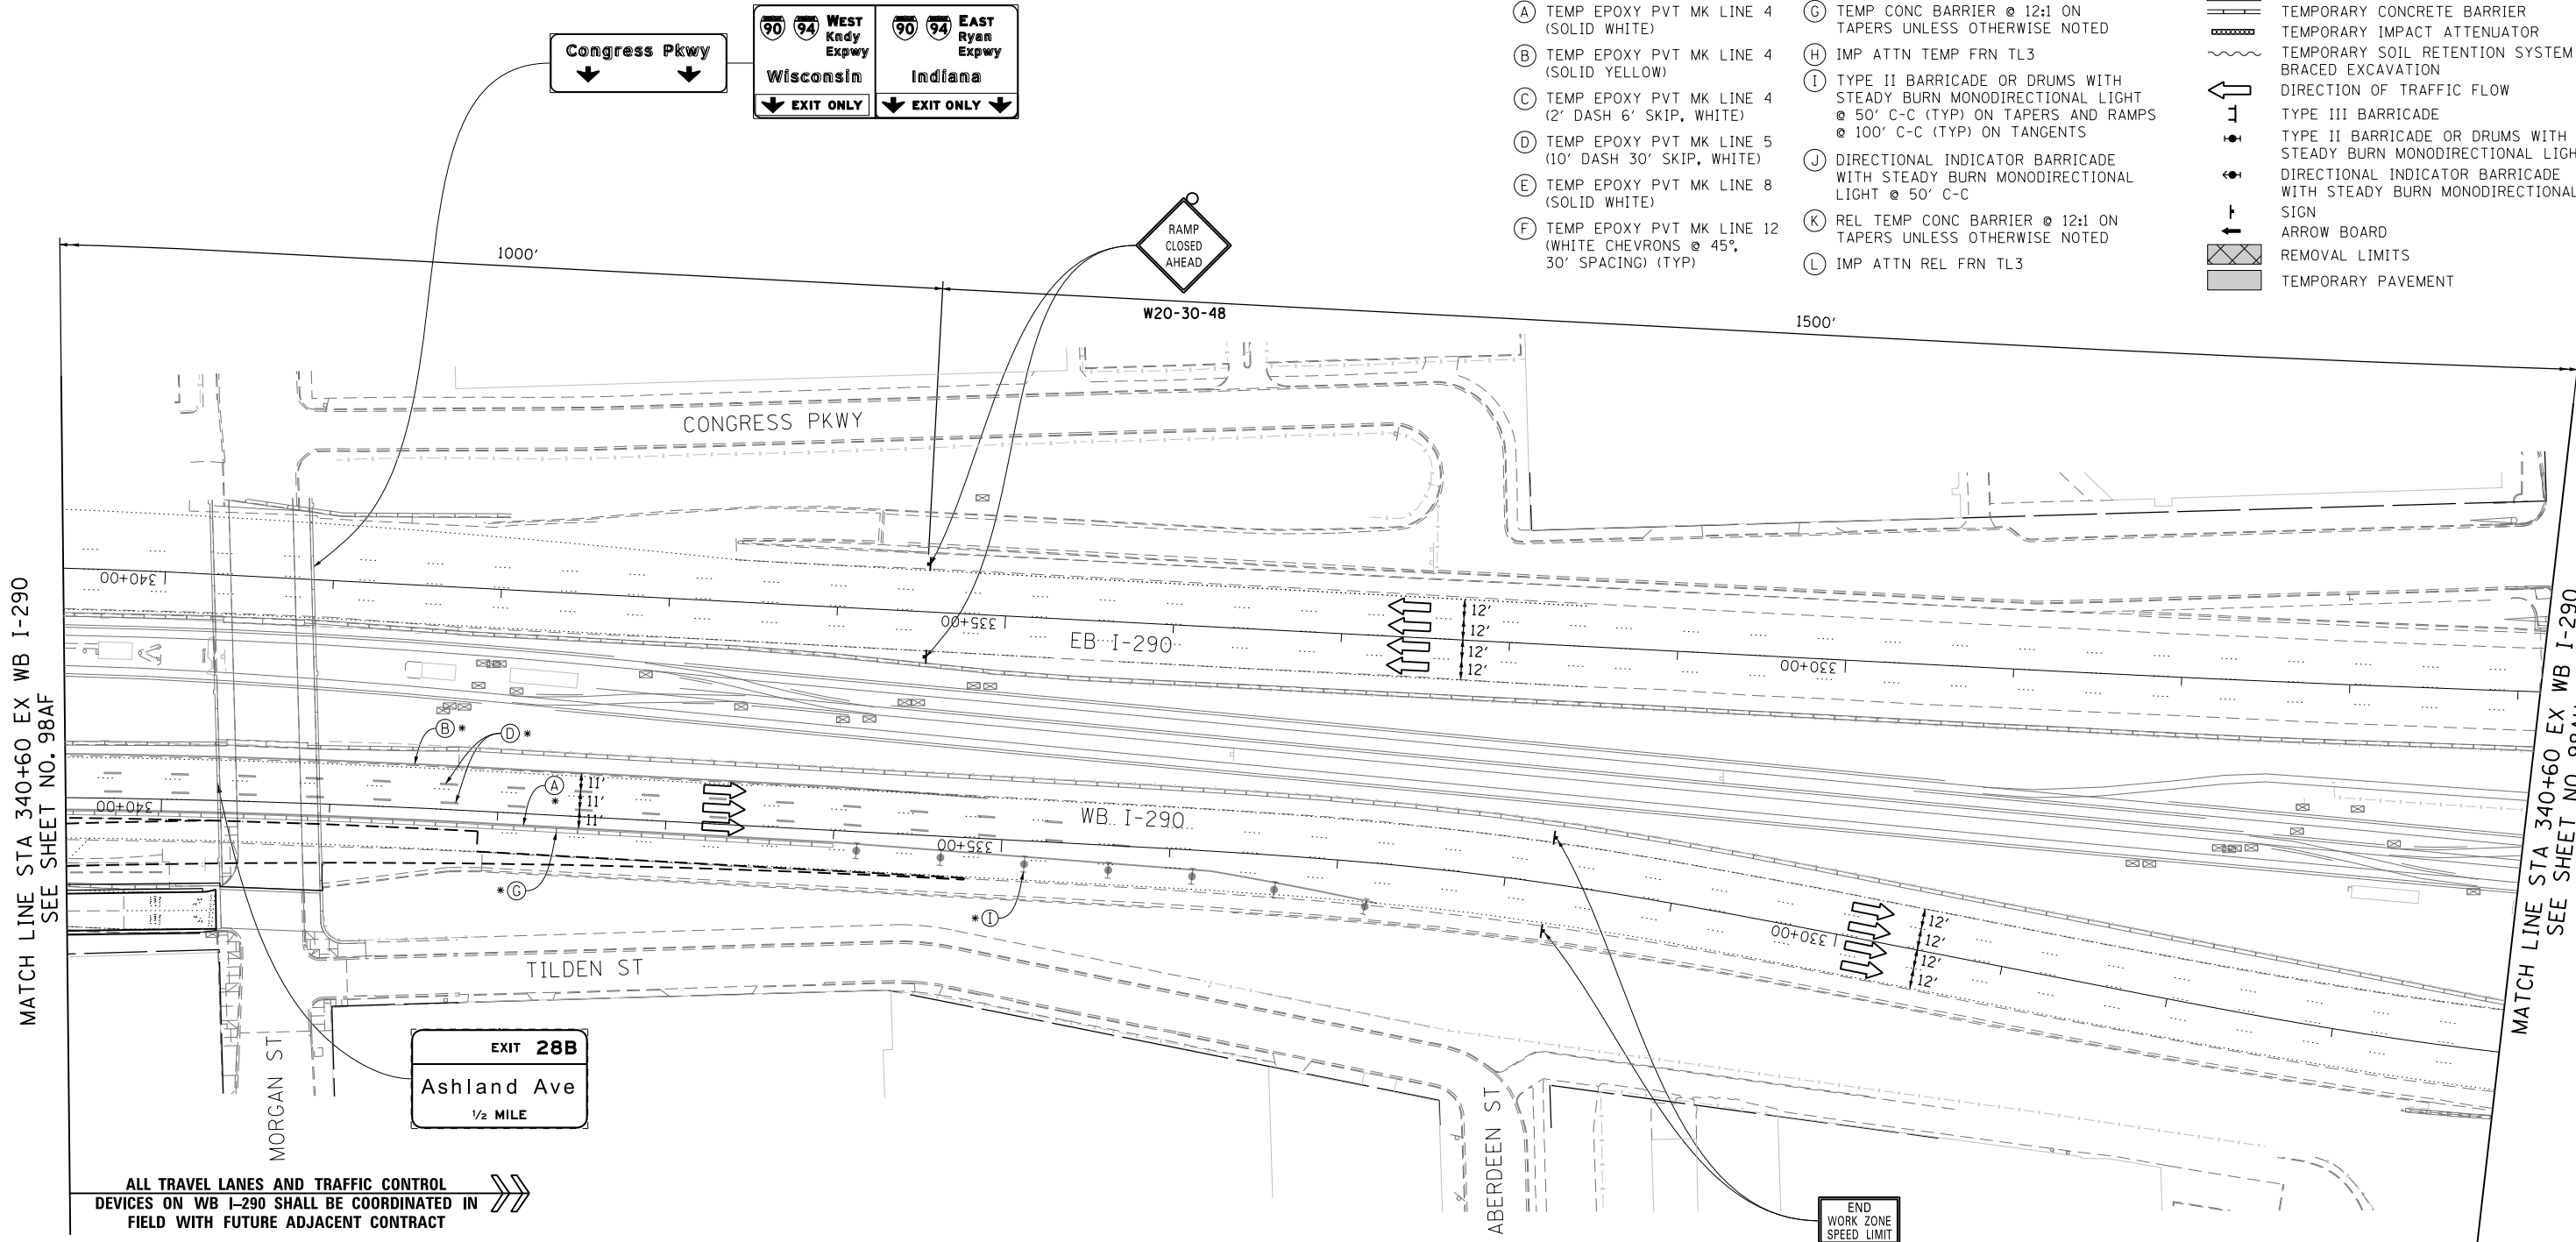 Congress Pkwy
90 94 WEST
Kndy
Expwy
Wisconsin
EXIT ONLY
90 94 EAST
Ryan
Expwy
Indiana
EXIT ONLY
A TEMP EPOXY PVT MK LINE 4
(SOLID WHITE)
B TEMP EPOXY PVT MK LINE 4
(SOLID YELLOW)
C TEMP EPOXY PVT MK LINE 4
(2' DASH 6' SKIP, WHITE)
D TEMP EPOXY PVT MK LINE 5
(10' DASH 30' SKIP, WHITE)
E TEMP EPOXY PVT MK LINE 8
(SOLID WHITE)
F TEMP EPOXY PVT MK LINE 12
(WHITE CHEVRONS @ 45°,
30' SPACING) (TYP)
G TEMP CONC BARRIER @ 12:1 ON
TAPERS UNLESS OTHERWISE NOTED
H IMP ATTN TEMP FRN TL3
I TYPE II BARRICADE OR DRUMS WITH
STEADY BURN MONODIRECTIONAL LIGHT
@ 50' C-C (TYP) ON TAPERS AND RAMPS
@ 100' C-C (TYP) ON TANGENTS
J DIRECTIONAL INDICATOR BARRICADE
WITH STEADY BURN MONODIRECTIONAL
LIGHT @ 50' C-C
K REL TEMP CONC BARRIER @ 12:1 ON
TAPERS UNLESS OTHERWISE NOTED
L IMP ATTN REL FRN TL3
TEMPORARY CONCRETE BARRIER
TEMPORARY IMPACT ATTENUATOR
TEMPORARY SOIL RETENTION SYSTEM
BRACED EXCAVATION
DIRECTION OF TRAFFIC FLOW
TYPE III BARRICADE
TYPE II BARRICADE OR DRUMS WITH
STEADY BURN MONODIRECTIONAL LIGH
DIRECTIONAL INDICATOR BARRICADE
WITH STEADY BURN MONODIRECTIONAL
SIGN
ARROW BOARD
REMOVAL LIMITS
TEMPORARY PAVEMENT
RAMP
CLOSED
AHEAD
W20-30-48
1000'
1500'
CONGRESS PKWY
340+00
335+00
EB I-290
12'
12'
12'
12'
330+00
B *
D *
A
*
11'
11'
11'
340+00
WB I-290
335+00
* G
* I
330+00
12'
12'
12'
12'
TILDEN ST
MORGAN ST
ABERDEEN ST
EXIT 28B
Ashland Ave
1/2 MILE
MATCH LINE STA 340+60 EX WB I-290
SEE SHEET NO. 98AF
MATCH LINE STA 340+60 EX WB I-290
SEE SHEET NO.
ALL TRAVEL LANES AND TRAFFIC CONTROL
DEVICES ON WB I-290 SHALL BE COORDINATED IN
FIELD WITH FUTURE ADJACENT CONTRACT
END
WORK ZONE
SPEED LIMIT